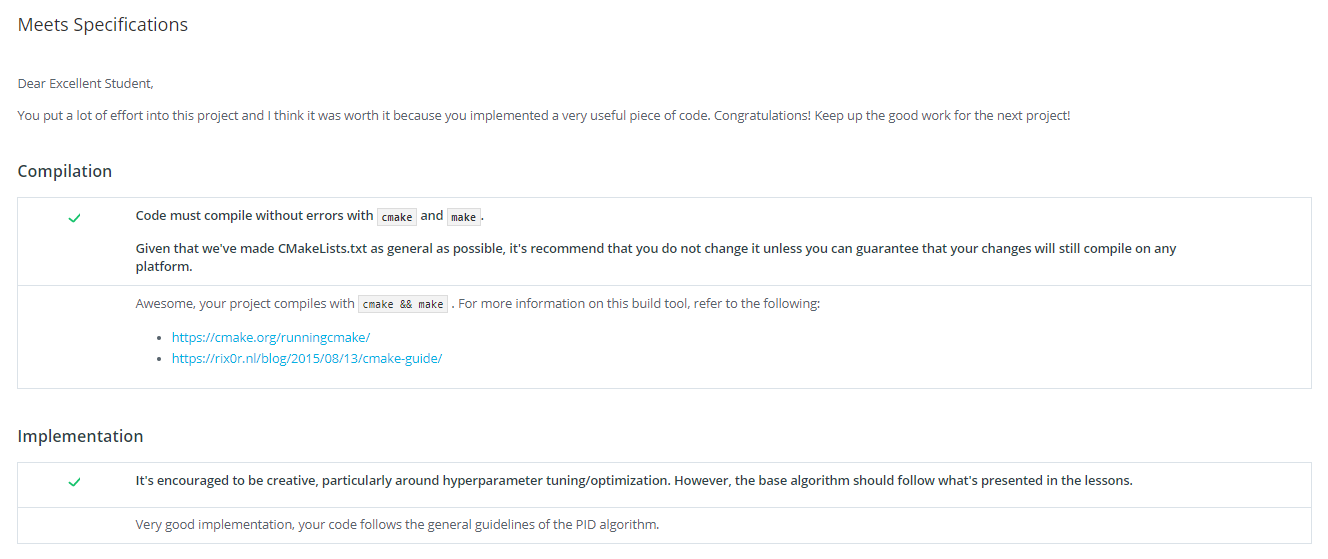 Meets Specifications
Dear Excellent Student,
You put a lot of effort into this project and I think it was worth it because you implemented a very useful piece of code. Congratulations! Keep up the good work for the next project!
Compilation
Code must compile without errors with cmake and make.
Given that we've made CMakeLists.txt as general as possible, it's recommend that you do not change it unless you can guarantee that your changes will still compile on any
platform.
Awesome, your project compiles with cmake && make . For more information on this build tool, refer to the following:
• https://cmake.org/runningcmake/
• https://rix0r.nl/blog/2015/08/13/cmake-guide/
Implementation
It's encouraged to be creative, particularly around hyperparameter tuning/optimization. However, the base algorithm should follow what's presented in the lessons.
Very good implementation, your code follows the general guidelines of the PID algorithm.